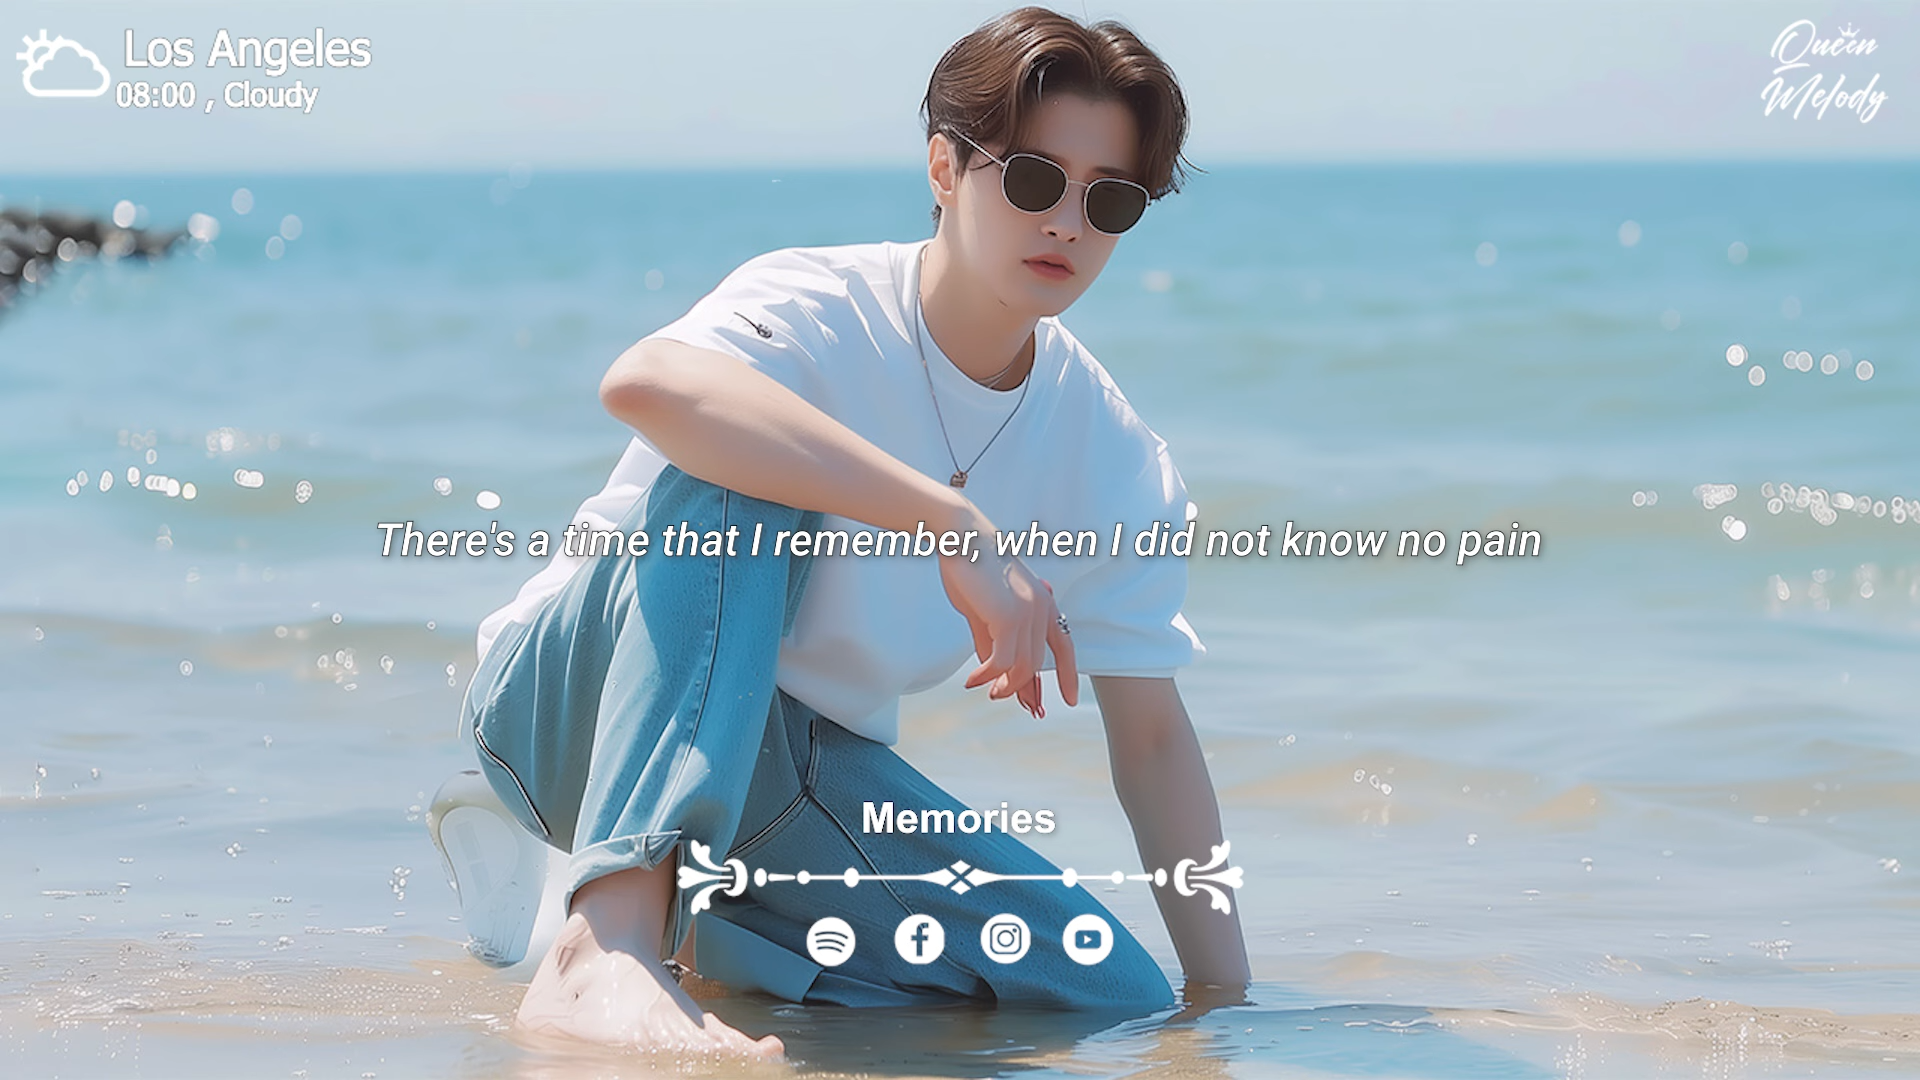 Los Angeles
08:00 , Cloudy
Queen
Melody
There's a time that I remember, when I did not know no pain
Memories